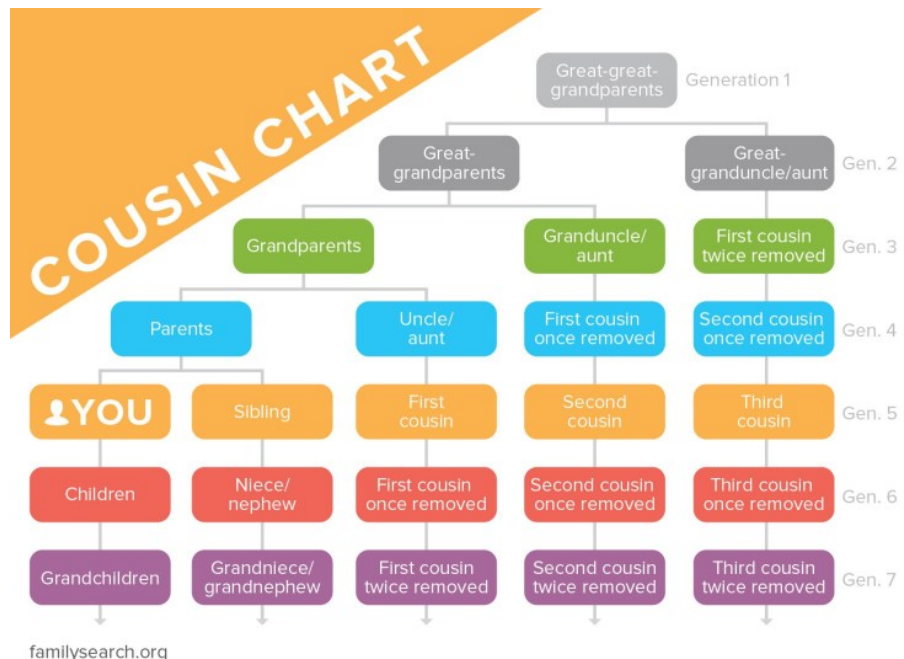 COUSIN CHART
Great-great-
grandparents
Generation 1
Great-
grandparents
Great-
granduncle/aunt
Gen. 2
Grandparents
Granduncle/
aunt
First cousin
twice removed
Gen. 3
Parents
Uncle/
aunt
First cousin
once removed
Second cousin
once removed
Gen. 4
YOU
Sibling
First
cousin
Second
cousin
Third
cousin
Gen. 5
Children
Niece/
nephew
First cousin
once removed
Second cousin
once removed
Third cousin
once removed
Gen. 6
Grandchildren
Grandniece/
grandnephew
First cousin
twice removed
Second cousin
twice removed
Third cousin
twice removed
Gen. 7
familysearch.org